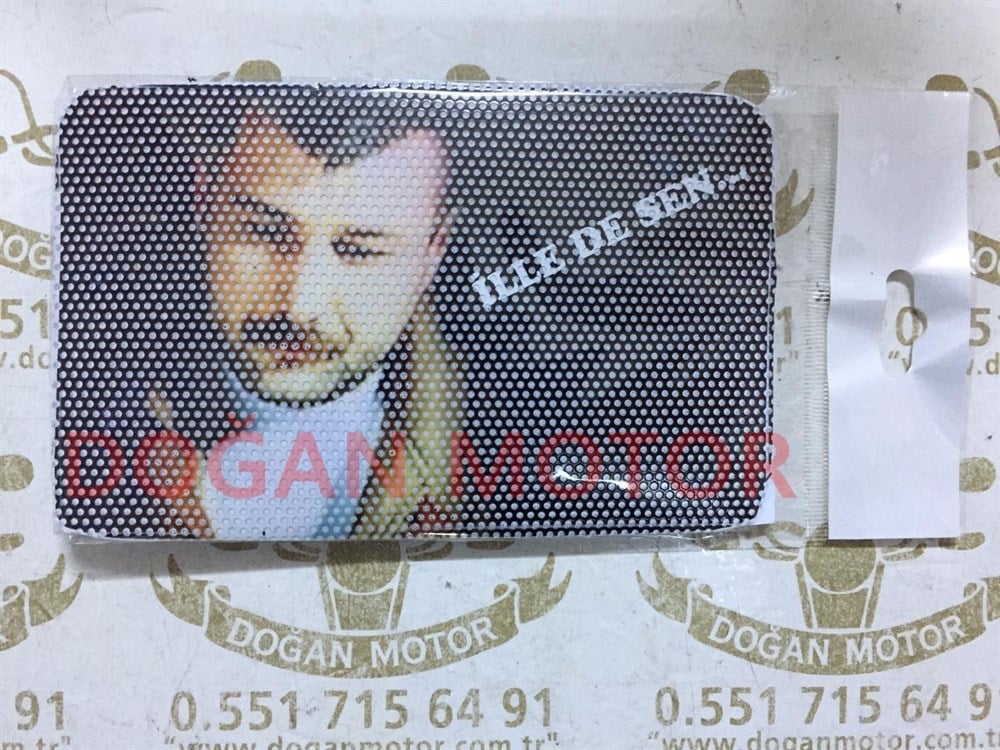 İLLE DE SEN...
DOĞAN MOTOR
DOĞAN MOTOR
DOĞAN MOTOR
91
0.551 715 64 91
0.551 715 64 91
"www.doganmotor.com.tr"
"www.doganmotor.com.tr"